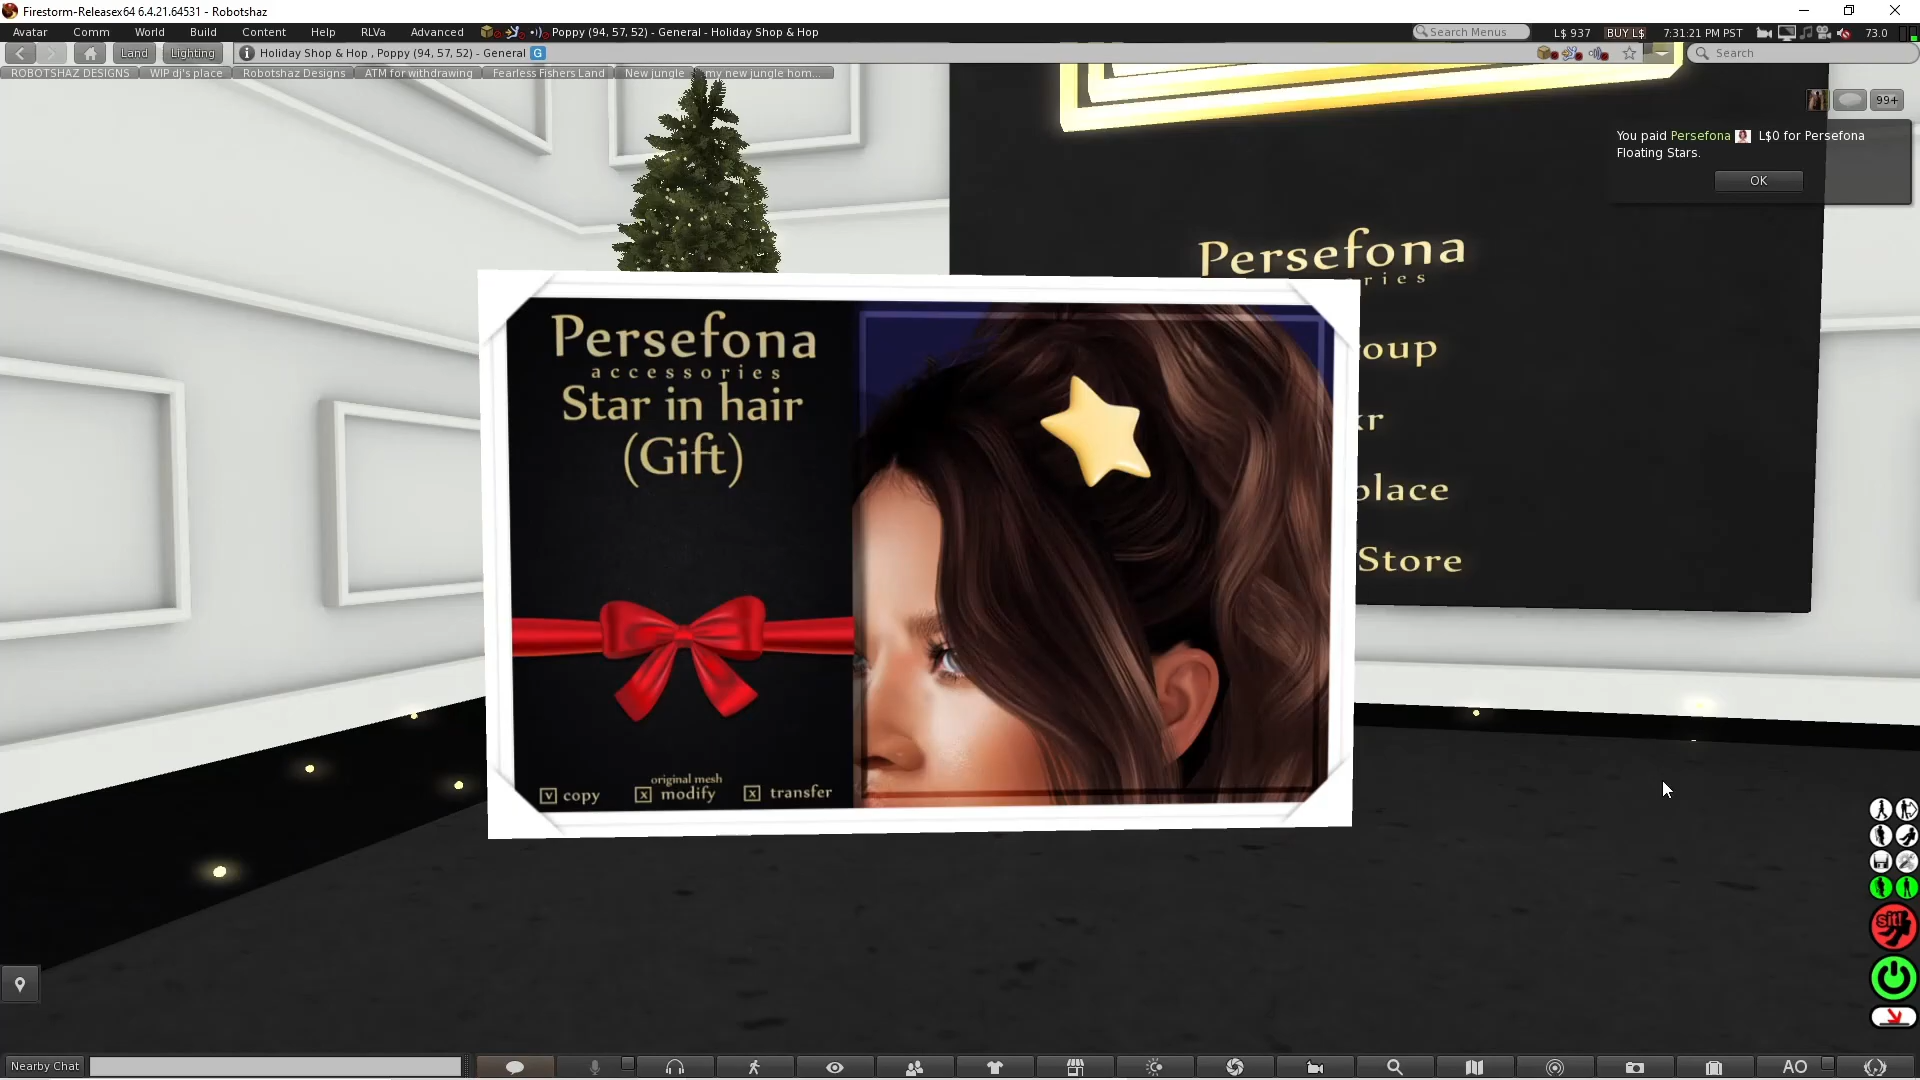 Firestorm-Releasex64 6.4.21.64531 - Robotshaz
Avatar Comm World Build Content Help RLVa Advanced Poppy (94, 57, 52) - General - Holiday Shop & Hop Search Menus L$ 937 BUY L$ 7:31:21 PM PST 73.0
Land Lighting Holiday Shop & Hop , Poppy (94, 57, 52) - General G Search
ROBOTSHAZ DESIGNS WIP dj's place Robotshaz Designs ATM for withdrawing Fearless Fishers Land New jungle my new jungle hom...
99+
You paid Persefona L$0 for Persefona
Floating Stars.
OK
Persefona
ries
oup
kr
place
Store
Persefona
accessories
Star in hair
(Gift)
original mesh
v copy x modify x transfer
sit!
Nearby Chat AO